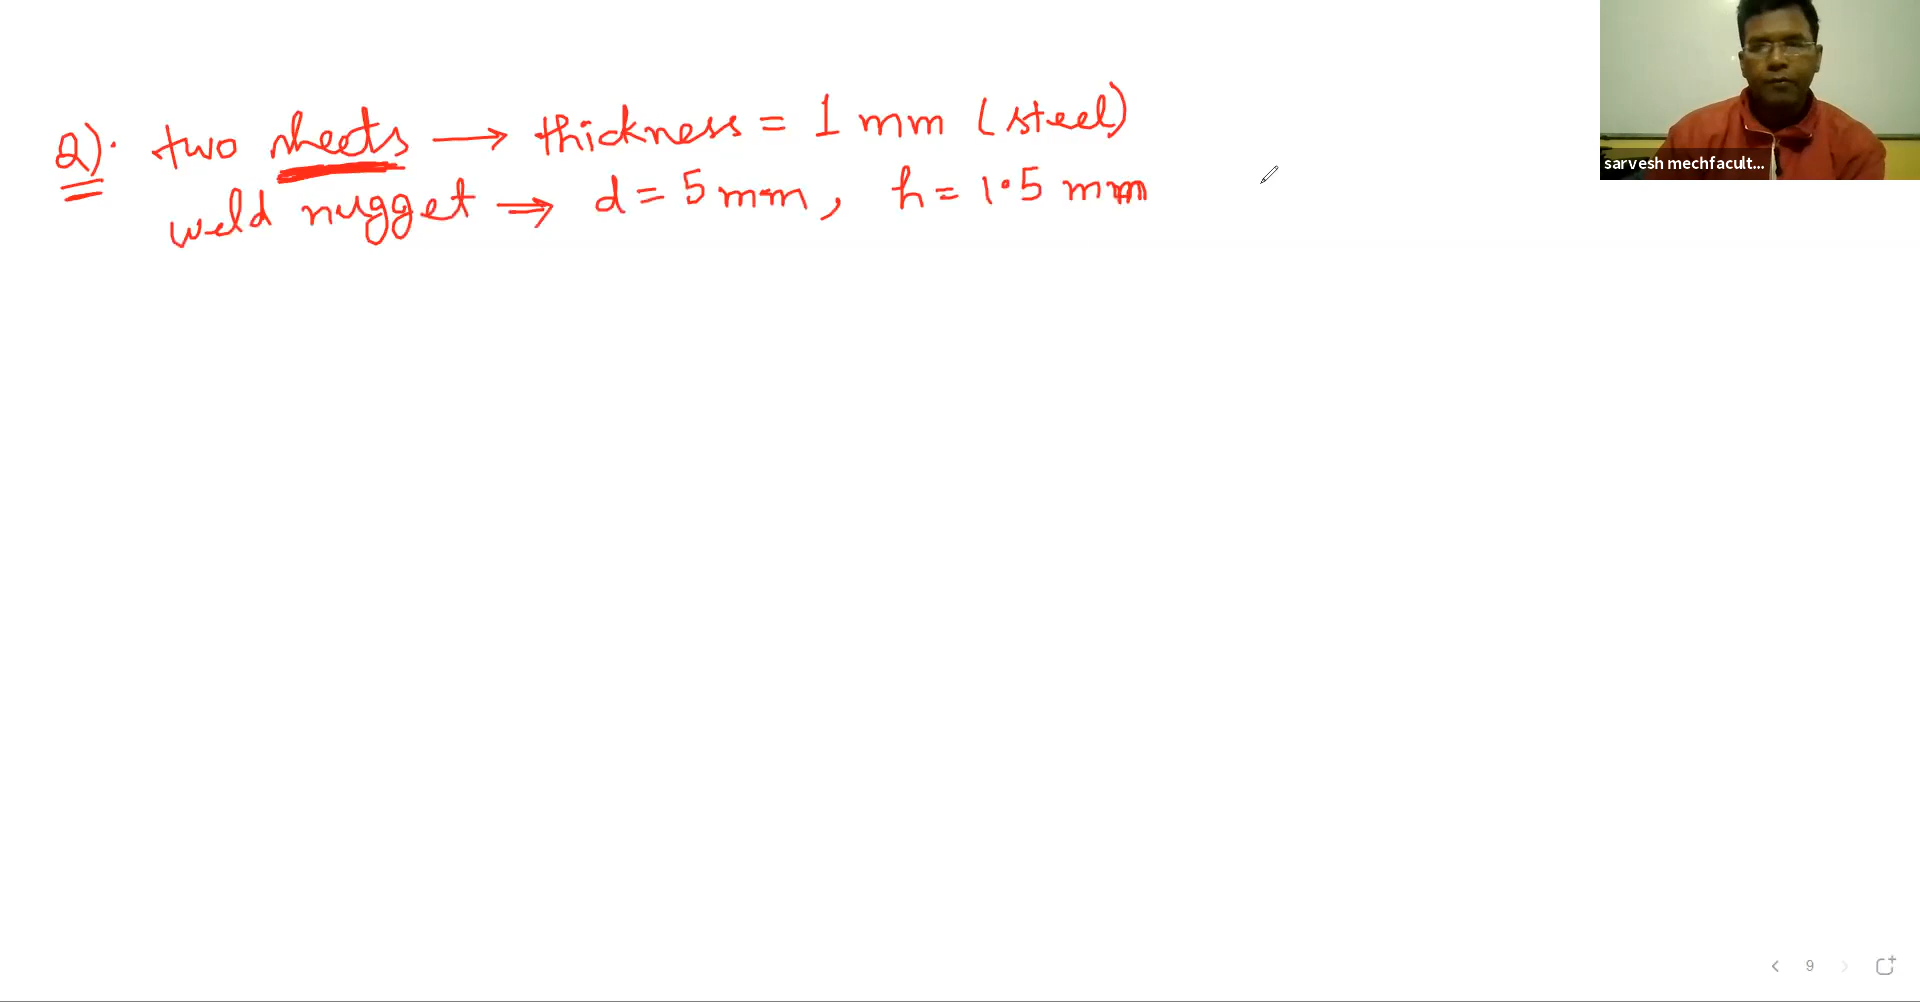 Q). two sheets → thickness = 1 mm (steel)
weld nugget ⇒ d = 5 mm, h = 1.5 mm
sarvesh mechfacult...
9